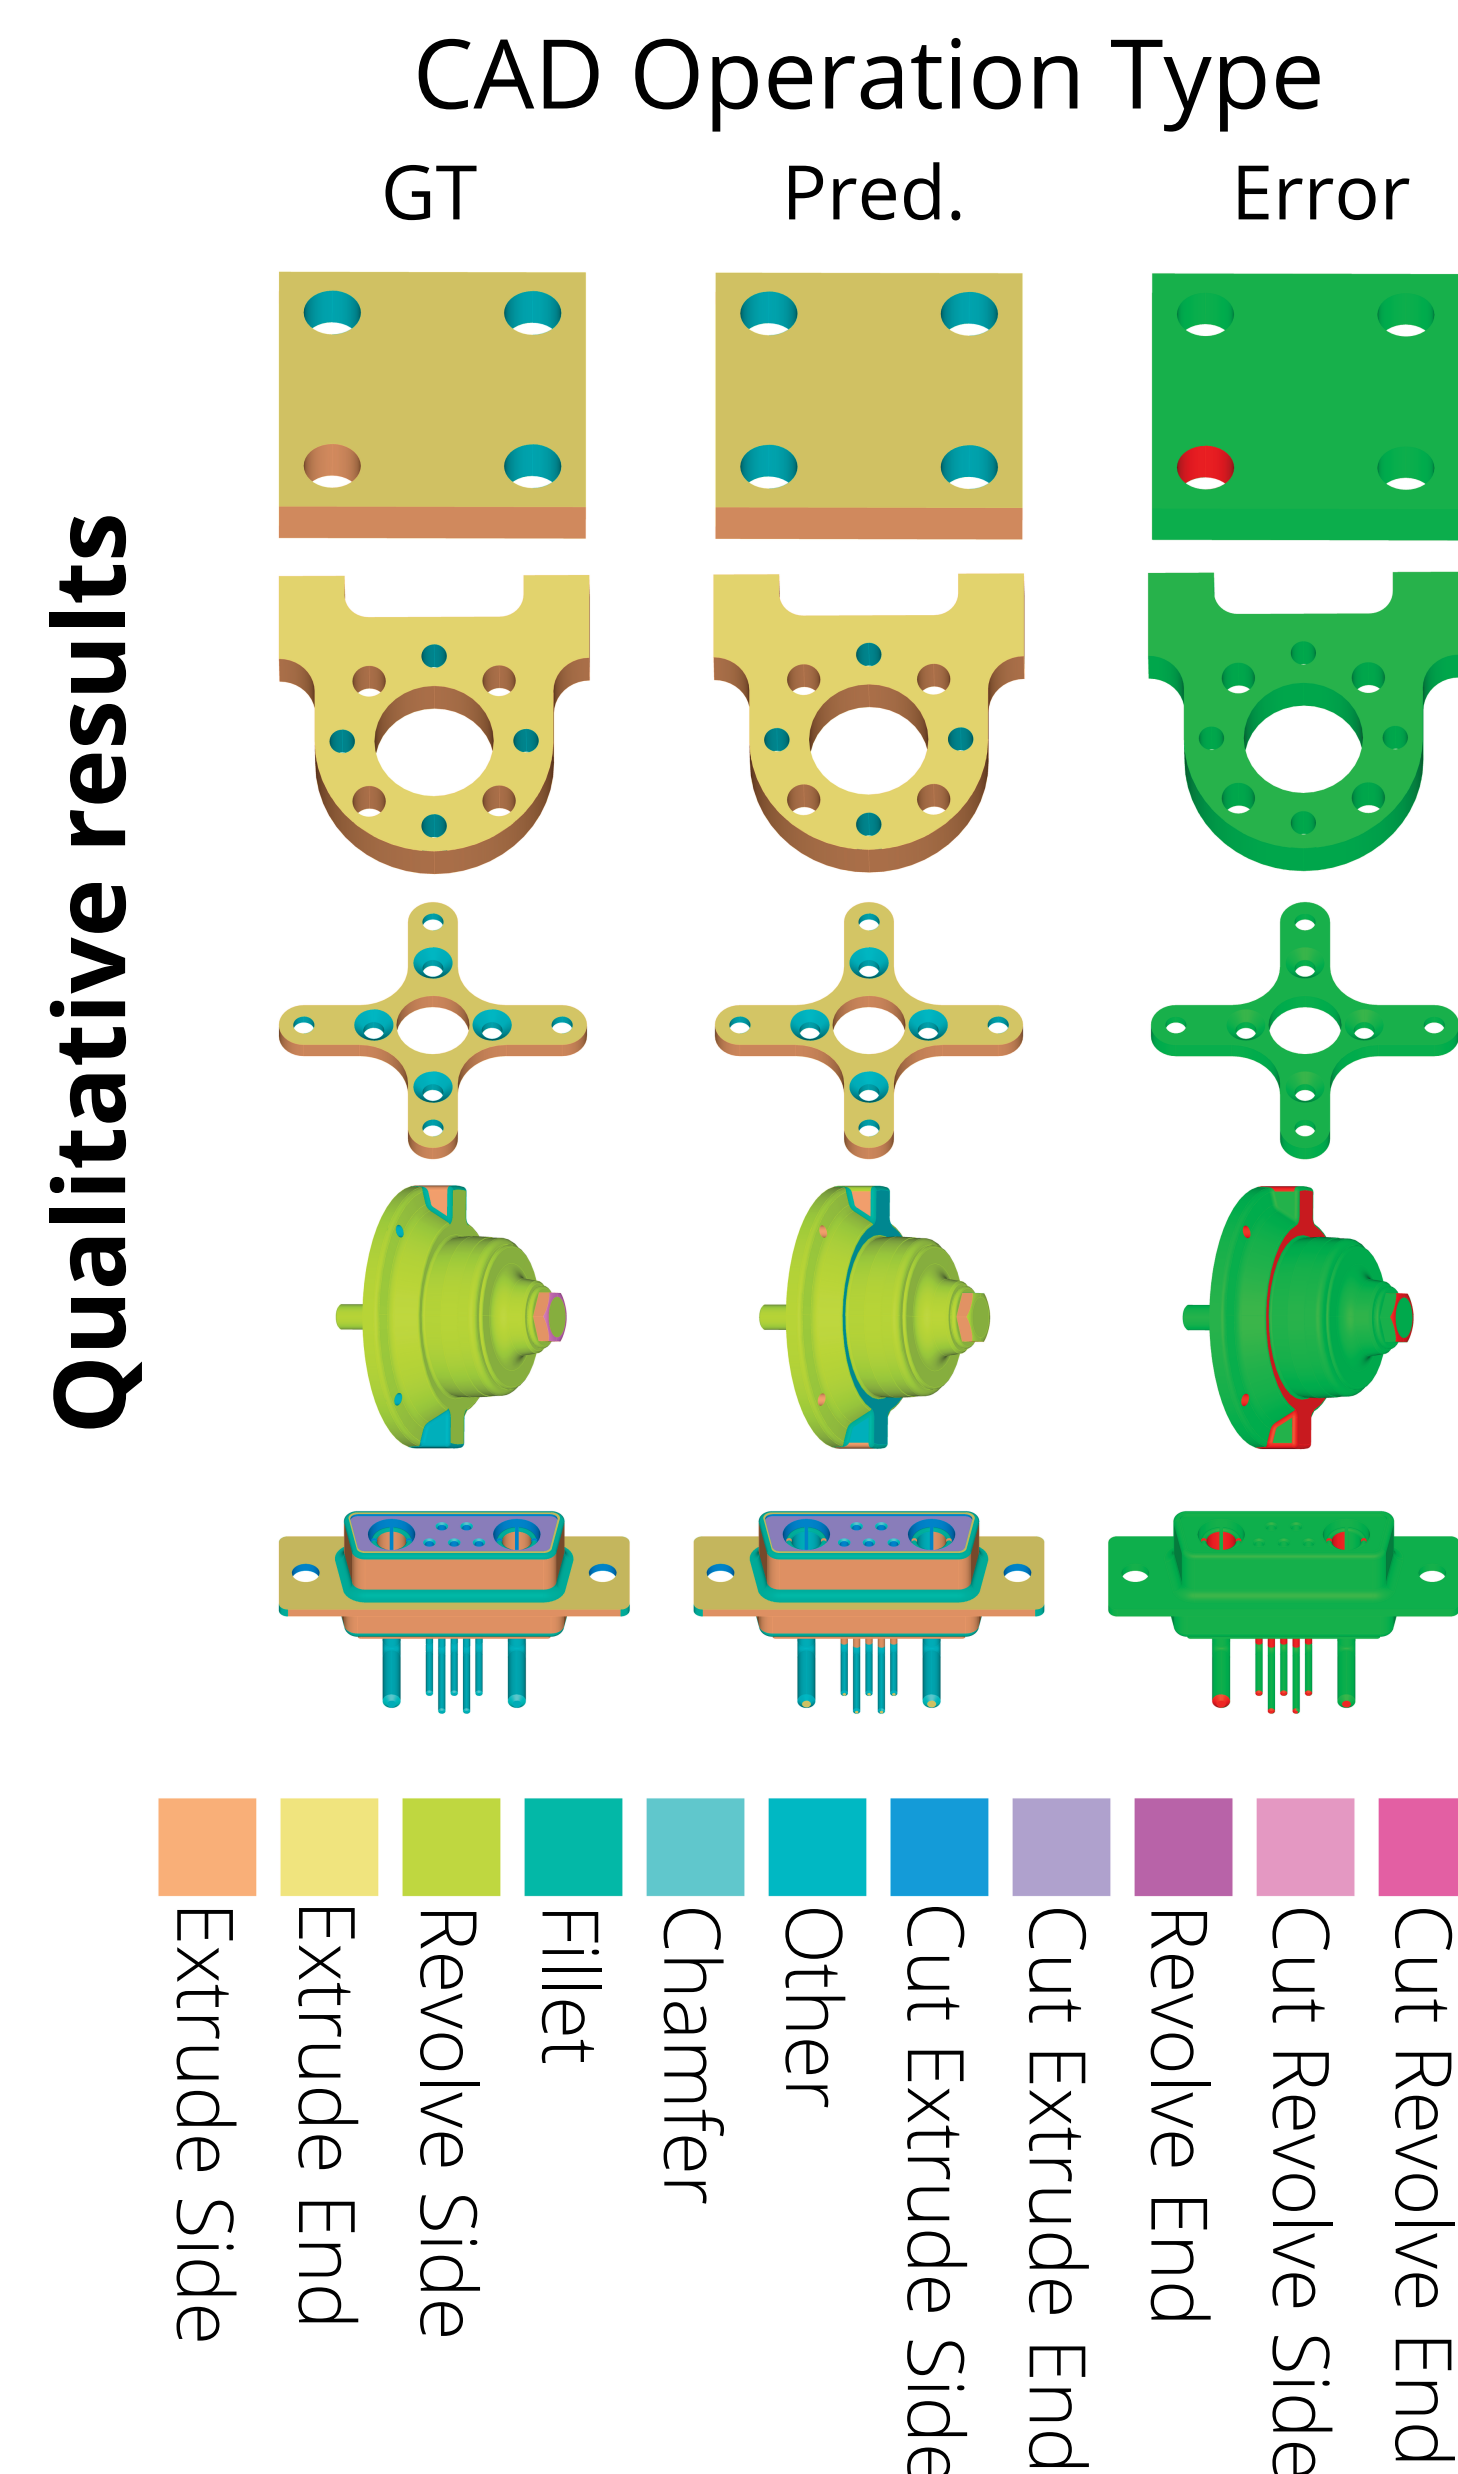 CAD Operation Type
GT
Pred.
Error
Qualitative results
Extrude Side
Extrude End
Revolve Side
Fillet
Chamfer
Other
Cut Extrude Side
Cut Extrude End
Revolve End
Cut Revolve Side
Cut Revolve End